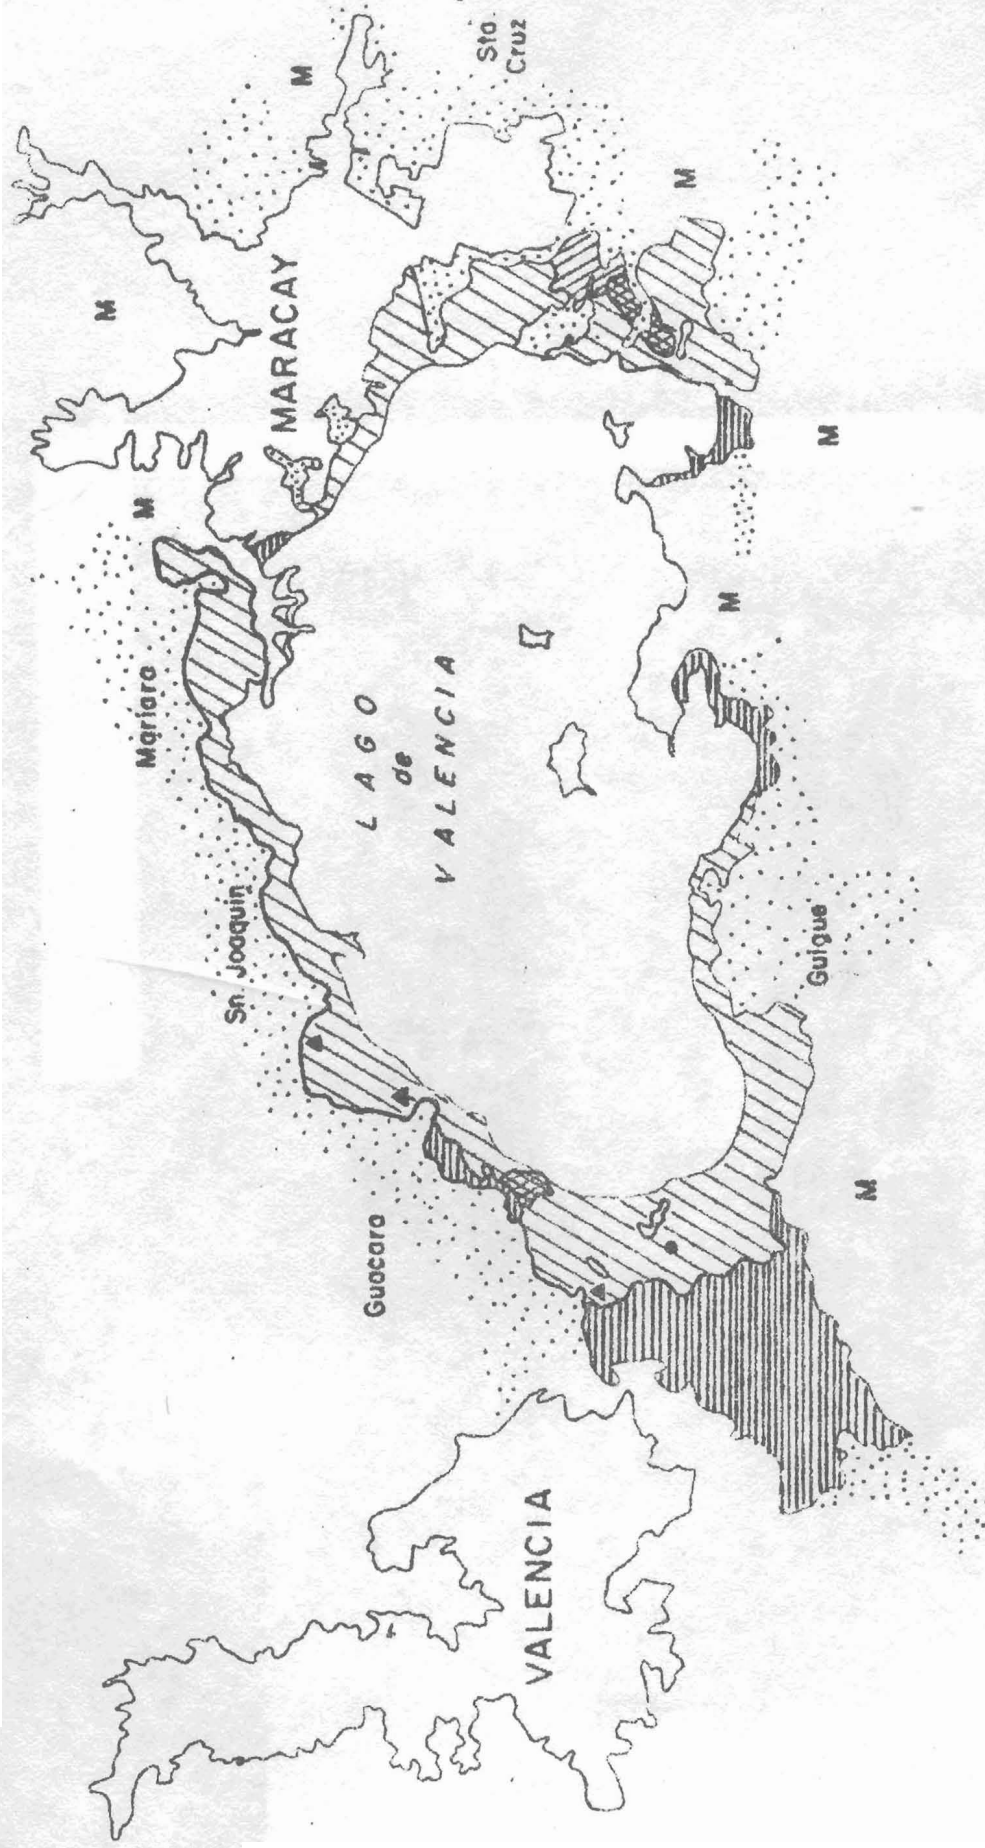 VALENCIA
Guacara
Sn. Joaquin
Mariara
M
M
M
MARACAY
Sta
Cruz
LAGO
de
VALENCIA
M
Guigue
M
M
M